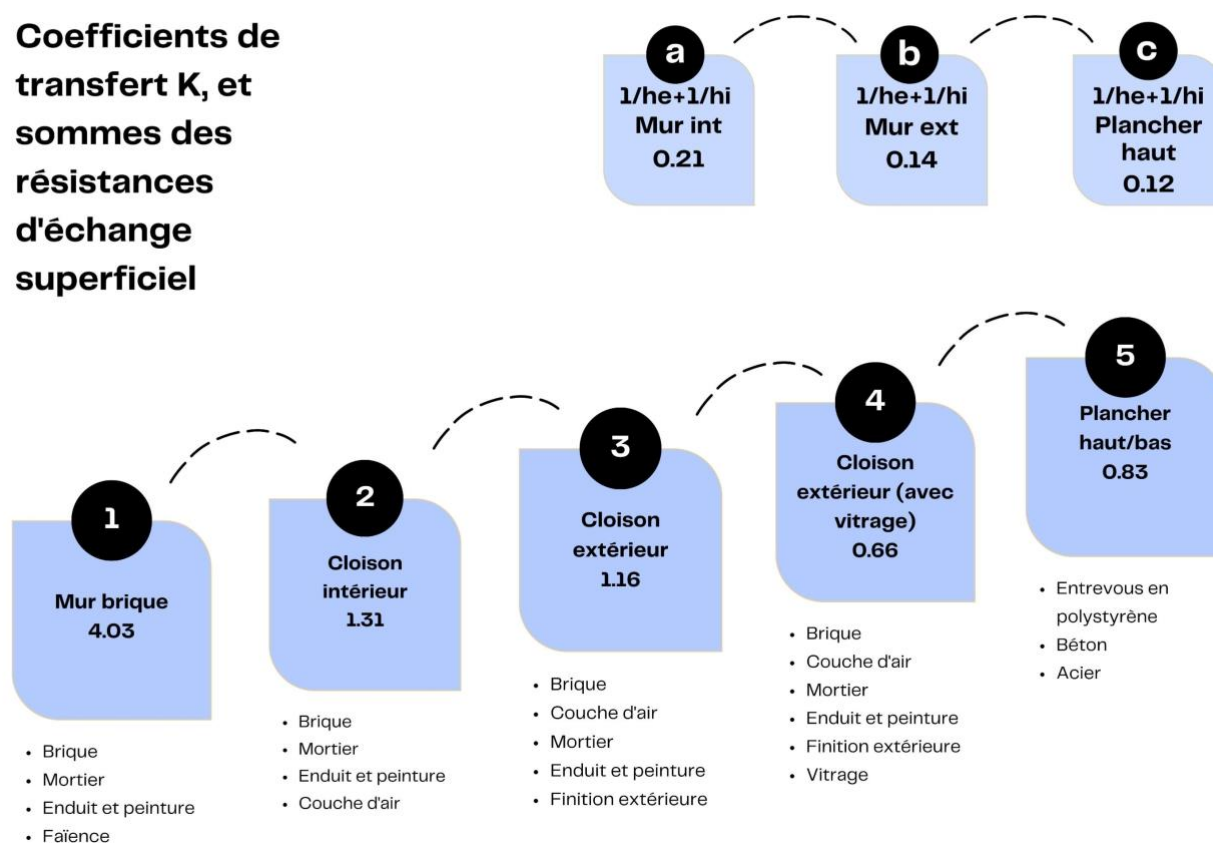 Coefficients de
transfert K, et
sommes des
résistances
d'échange
superficiel
a
1/he+1/hi
Mur int
0.21
b
1/he+1/hi
Mur ext
0.14
c
1/he+1/hi
Plancher
haut
0.12
1
Mur brique
4.03
• Brique
• Mortier
• Enduit et peinture
• Faïence
2
Cloison
intérieur
1.31
• Brique
• Mortier
• Enduit et peinture
• Couche d'air
3
Cloison
extérieur
1.16
• Brique
• Couche d'air
• Mortier
• Enduit et peinture
• Finition extérieure
4
Cloison
extérieur (avec
vitrage)
0.66
• Brique
• Couche d'air
• Mortier
• Enduit et peinture
• Finition extérieure
• Vitrage
5
Plancher
haut/bas
0.83
• Entrevous en
polystyrène
• Béton
• Acier